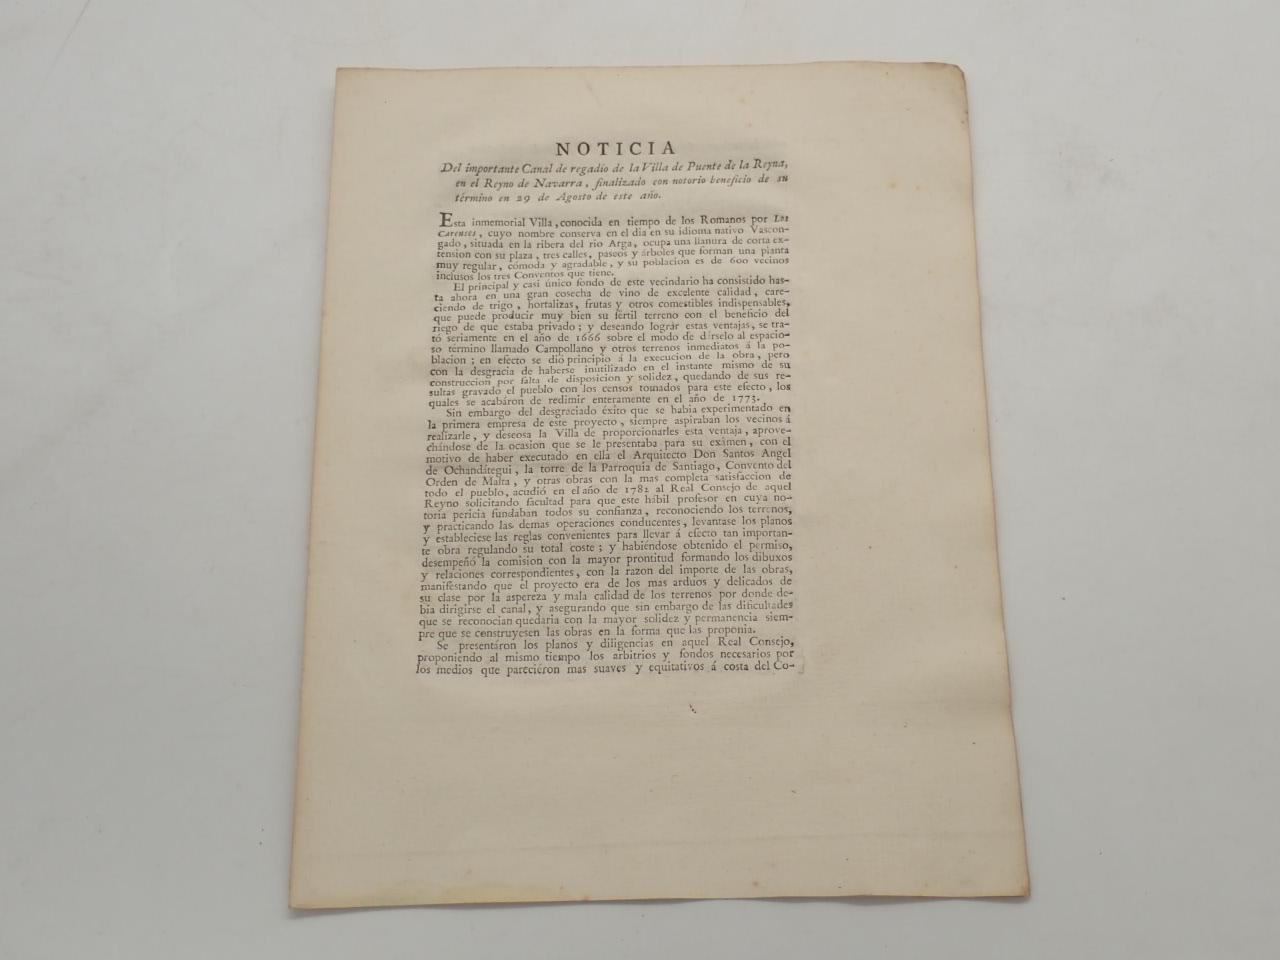 NOTICIA
Del importante Canal de regadío de la Villa de Puente de la Reyna,
en el Reyno de Navarra, finalizado con notorio beneficio de su
término en 29 de Agosto de este año.
Esta inmemorial Villa, conocida en tiempo de los Romanos por Los
Carenses, cuyo nombre conserva en el dia en su idioma nativo Vascon-
gado, situada en la ribera del rio Arga, ocupa una llanura de corta ex-
tension con su plaza, tres calles, paseos y árboles que forman una planta
muy regular, cómoda y agradable, y su poblacion es de 600 vecinos
inclusos los tres Conventos que tiene.
El principal y casi único fondo de este vecindario ha consistido has-
ta ahora en una gran cosecha de vino de excelente calidad, care-
ciendo de trigo, hortalizas, frutas y otros comestibles indispensables,
que puede producir muy bien su fertil terreno con el beneficio del
riego de que estaba privado; y deseando lográr estas ventajas, se tra-
tó seriamente en el año de 1666 sobre el modo de dárselo al espacio-
so término llamado Campollano y otros terrenos inmediatos á la po-
blacion; en efecto se dió principio á la execucion de la obra, pero
con la desgracia de haberse inutilizado en el instante mismo de su
construccion por falta de disposicion y solidez, quedando de sus re-
sultas gravado el pueblo con los censos tomados para este efecto, los
quales se acabáron de redimir enteramente en el año de 1773.
Sin embargo del desgraciado éxito que se habia experimentado en
la primera empresa de este proyecto, siempre aspiraban los vecinos á
realizarle, y deseosa la Villa de proporcionarles esta ventaja, aprove-
chándose de la ocasion que se le presentaba para su exámen, con el
motivo de haber executado en ella el Arquitecto Don Santos Angel
de Ochandátegui, la torre de la Parroquia de Santiago, Convento del
Orden de Malta, y otras obras con la mas completa satisfaccion de
todo el pueblo, acudió en el año de 1782 al Real Consejo de aquel
Reyno solicitando facultad para que este hábil profesor en cuya no-
toria pericia fundaban todos su confianza, reconociendo los terrenos,
y practicando las demas operaciones conducentes, levantase los planos
y estableciese las reglas convenientes para llevar á efecto tan importan-
te obra regulando su total coste; y habiéndose obtenido el permiso,
desempeñó la comision con la mayor prontitud formando los dibuxos
y relaciones correspondientes, con la razon del importe de las obras,
manifestando que el proyecto era de los mas arduos y delicados de
su clase por la aspereza y mala calidad de los terrenos por donde de-
bia dirigirse el canal, y asegurando que sin embargo de las dificultades
que se reconocian quedaria con la mayor solidez y permanencia siem-
pre que se construyesen las obras en la forma que las proponia.
Se presentáron los planos y diligencias en aquel Real Consejo,
proponiendo al mismo tiempo los arbitrios y fondos necesarios por
los medios que pareciéron mas suaves y equitativos á costa del Co-